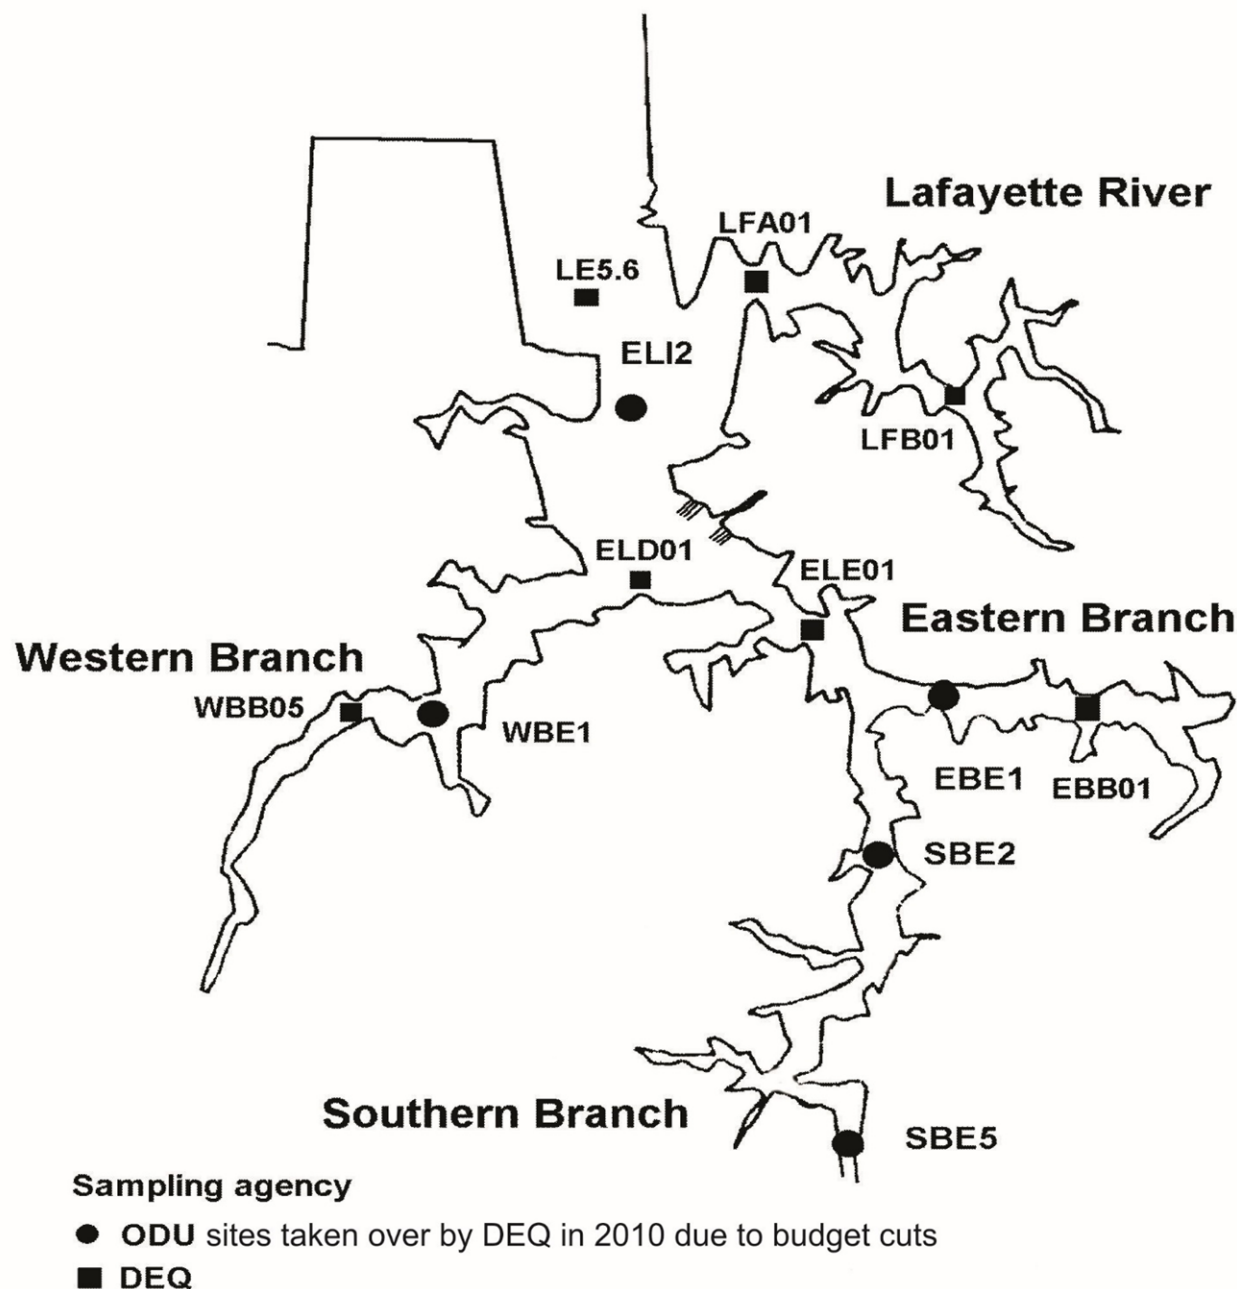 Lafayette River
LFA01
LE5.6
ELI2
LFB01
ELD01
ELE01
Eastern Branch
Western Branch
WBB05
WBE1
EBE1
EBB01
SBE2
Southern Branch
SBE5
Sampling agency
ODU sites taken over by DEQ in 2010 due to budget cuts
DEQ